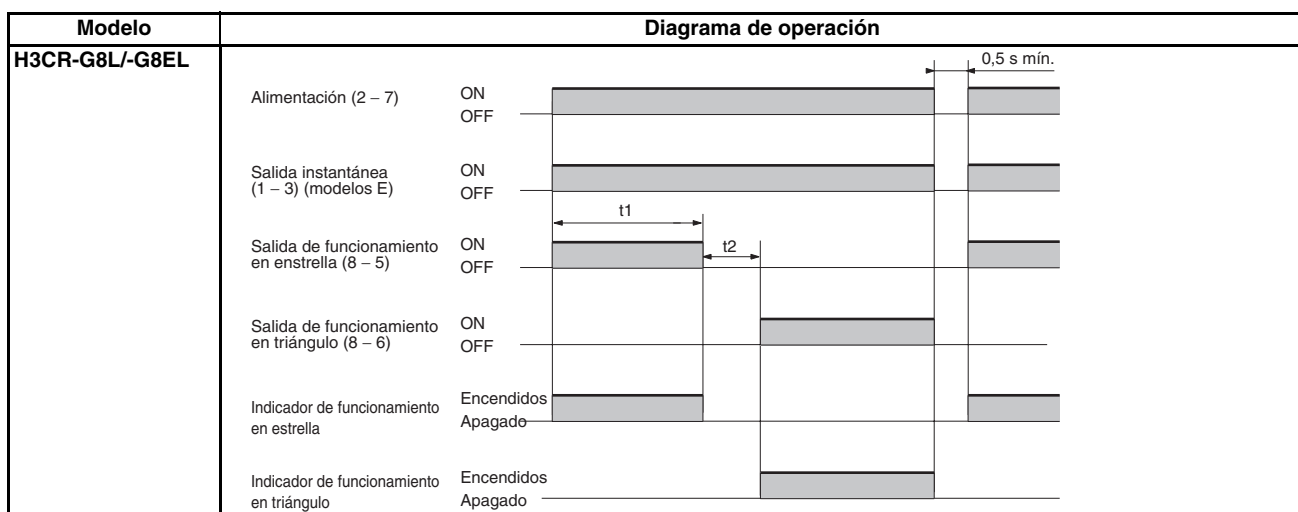 Modelo
Diagrama de operación
H3CR-G8L/-G8EL
0,5 s mín.
Alimentación (2 – 7)
ON
OFF
Salida instantánea
(1 – 3) (modelos E)
ON
OFF
t1
Salida de funcionamiento
en enstrella (8 – 5)
ON
OFF
t2
Salida de funcionamiento
en triángulo (8 – 6)
ON
OFF
Indicador de funcionamiento
en estrella
Encendidos
Apagado
Indicador de funcionamiento
en triángulo
Encendidos
Apagado